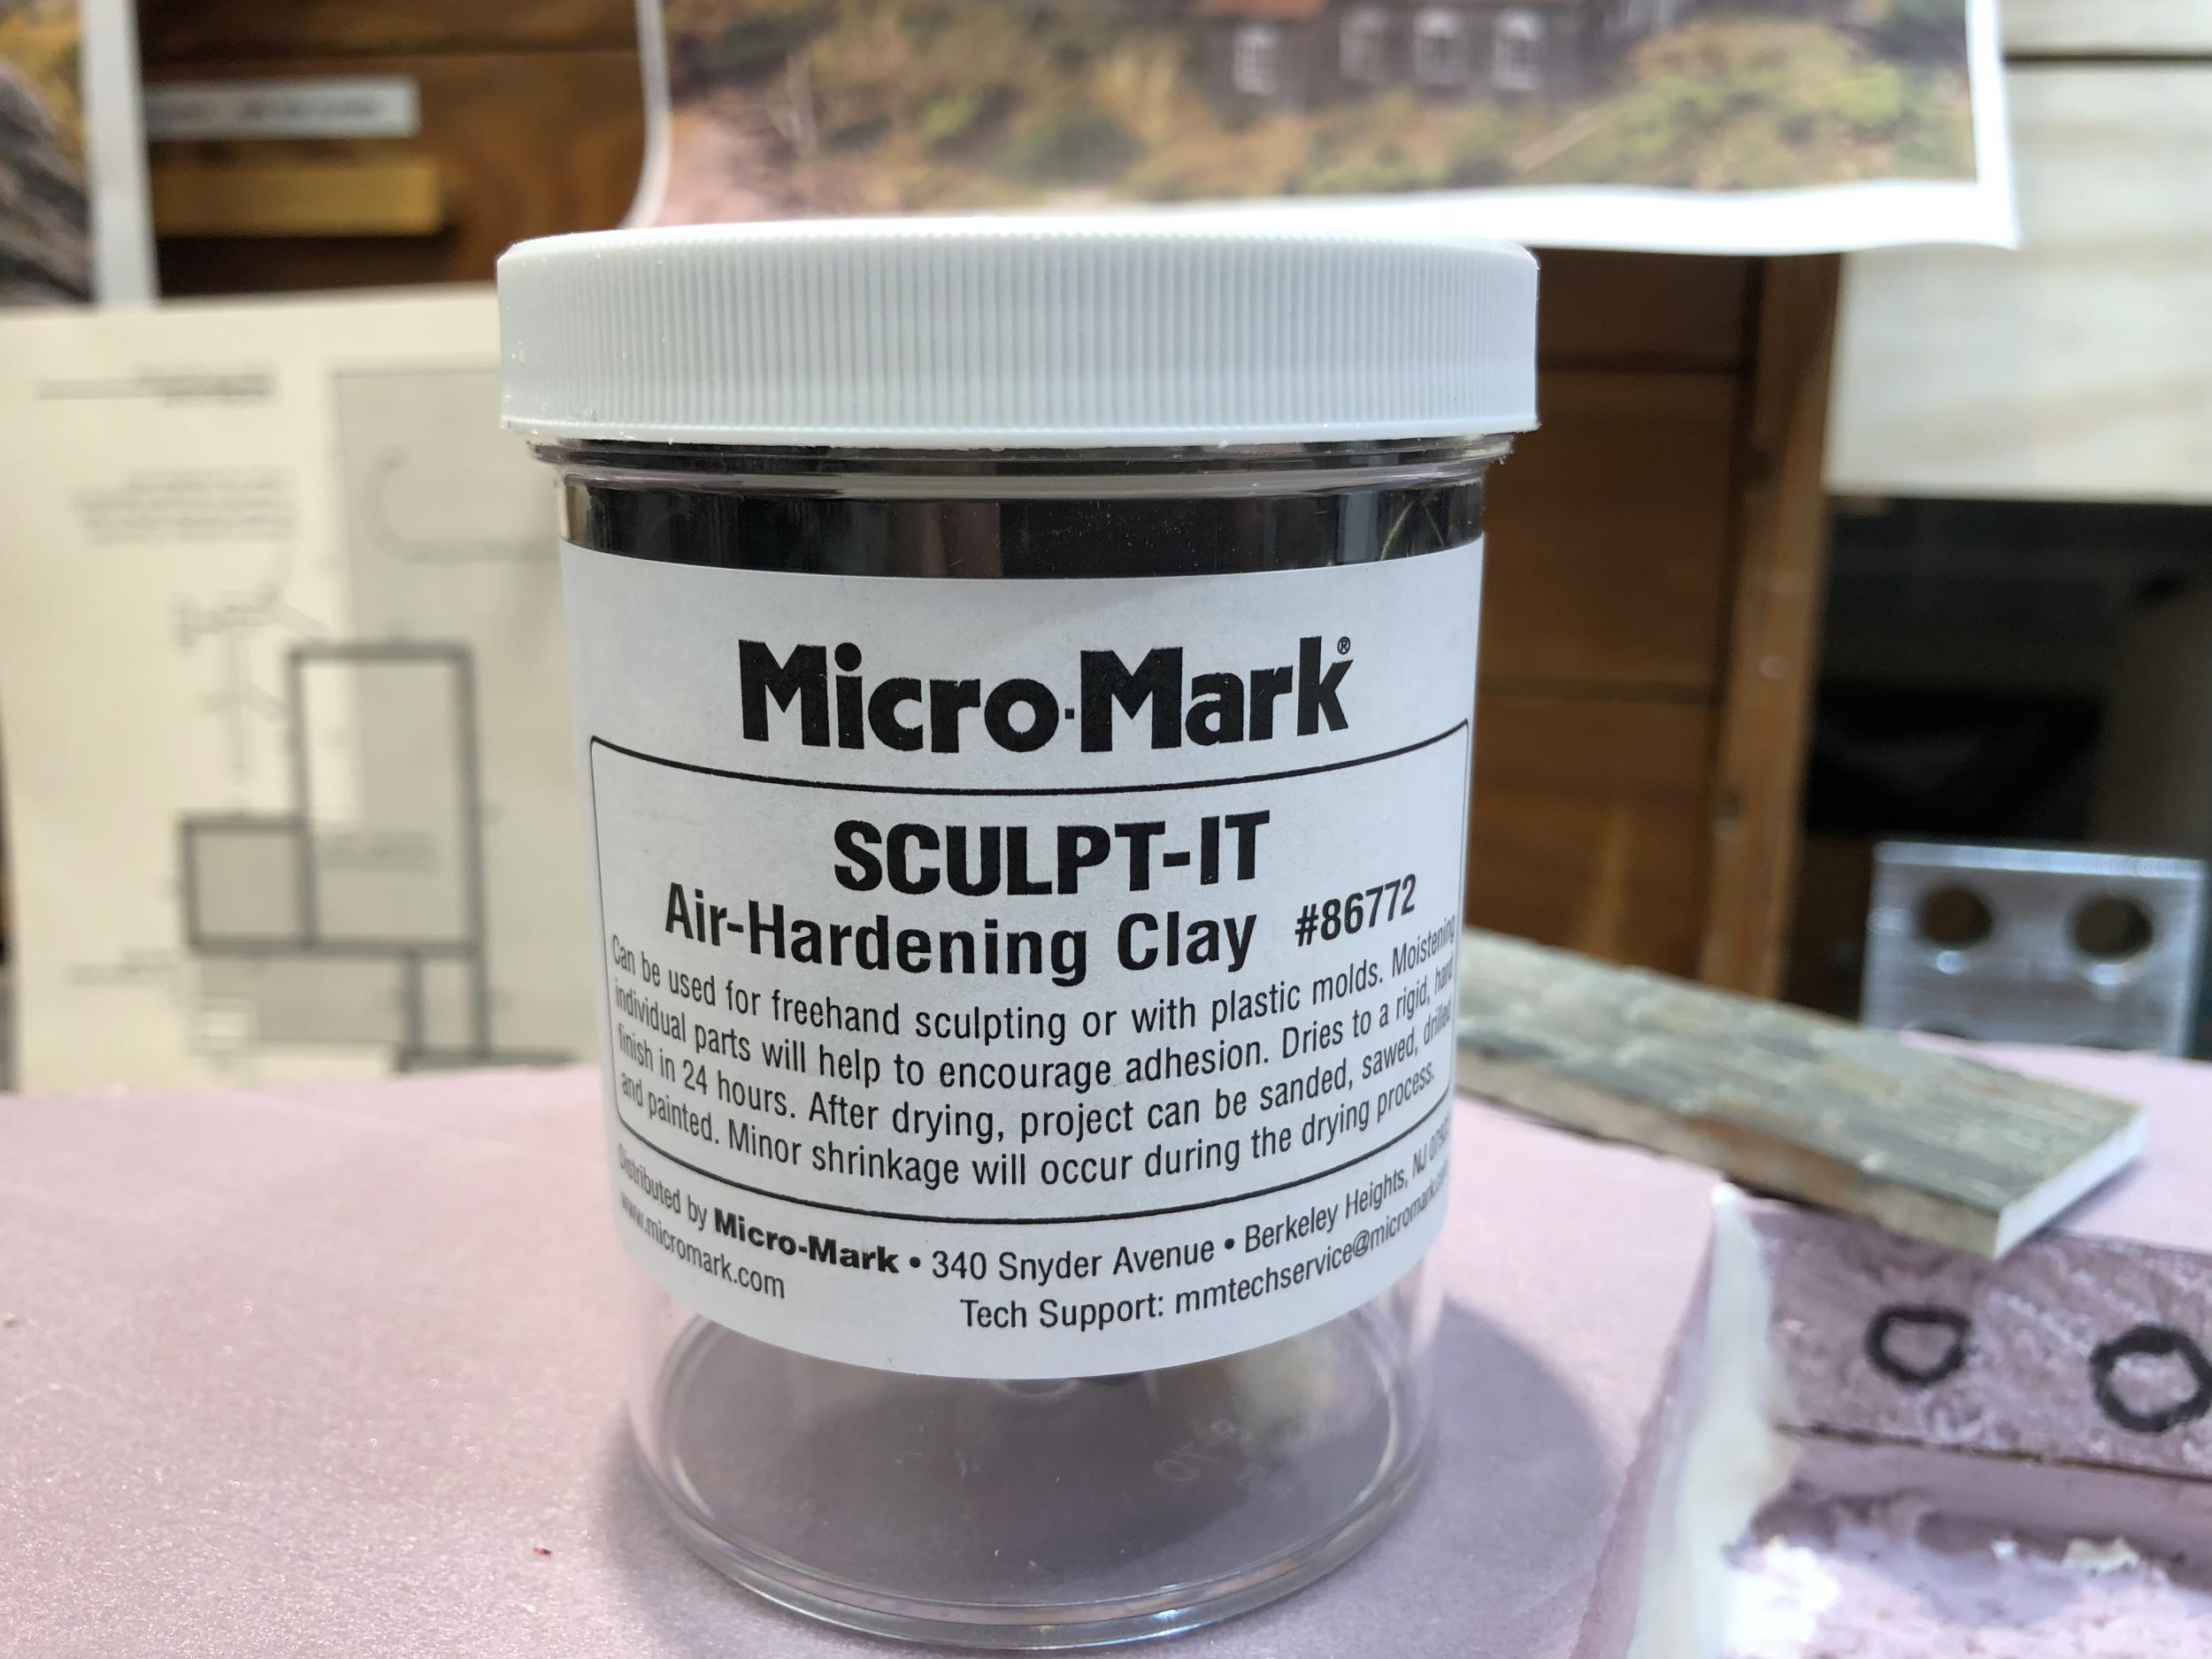 Micro-Mark®
SCULPT-IT
Air-Hardening Clay #86772
Can be used for freehand sculpting or with plastic molds. Moistening
individual parts will help to encourage adhesion. Dries to a rigid, hard
finish in 24 hours. After drying, project can be sanded, sawed, drilled
and painted. Minor shrinkage will occur during the drying process.
Distributed by Micro-Mark • 340 Snyder Avenue • Berkeley Heights, NJ
www.micromark.com
Tech Support: mmtechservice@micromark.com